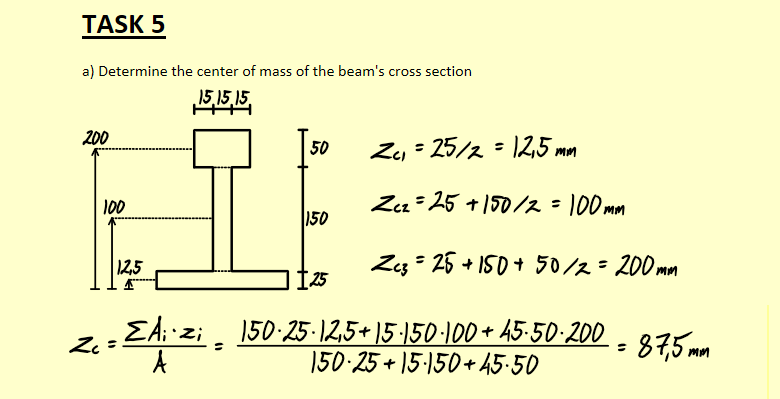 TASK 5
a) Determine the center of mass of the beam's cross section
15 15 15
200
50
Zc1 = 25/2 = 12,5 mm
100
150
Zc2 = 25 + 150/2 = 100 mm
12,5
25
Zc3 = 25 + 150 + 50/2 = 200 mm
Zc = ΣAi·zi / A = 150·25·12,5 + 15·150·100 + 45·50·200 / 150·25 + 15·150 + 45·50 = 87,5 mm